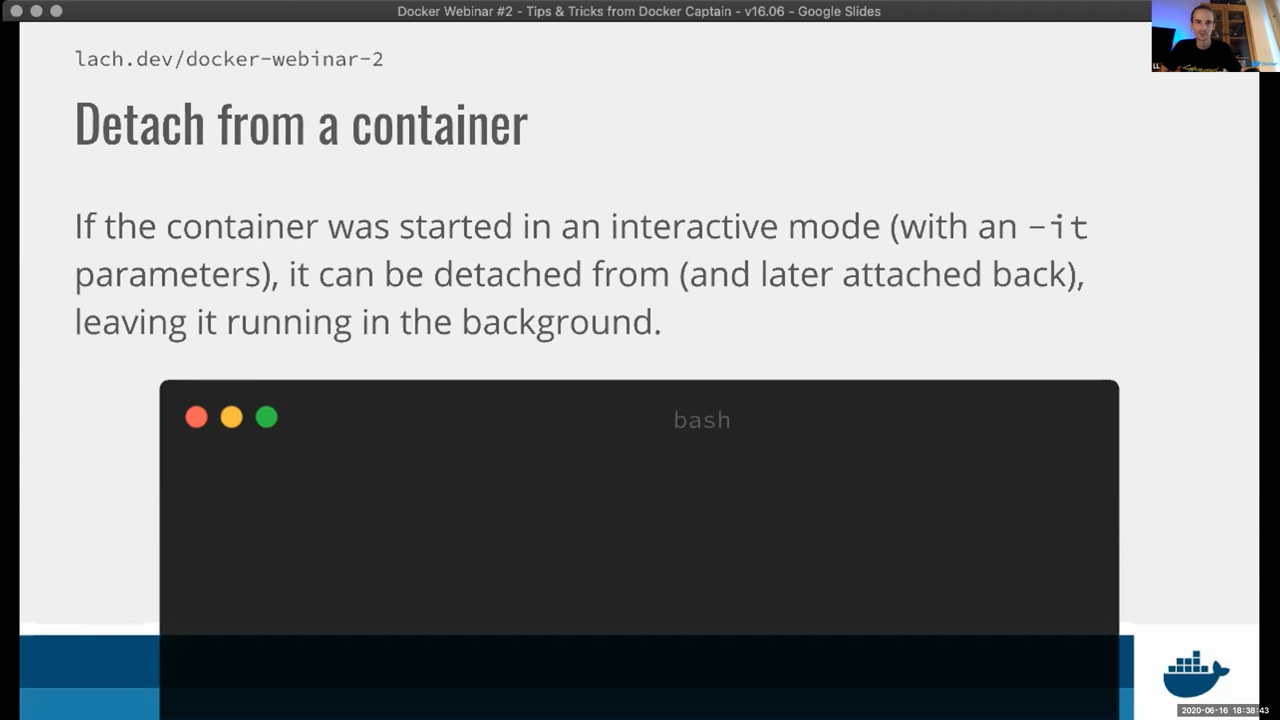 Docker Webinar #2 - Tips & Tricks from Docker Captain - v16.06 - Google Slides
lach.dev/docker-webinar-2
LL
docker
Detach from a container
If the container was started in an interactive mode (with an -it
parameters), it can be detached from (and later attached back),
leaving it running in the background.
bash
2020-06-16 18:38:43